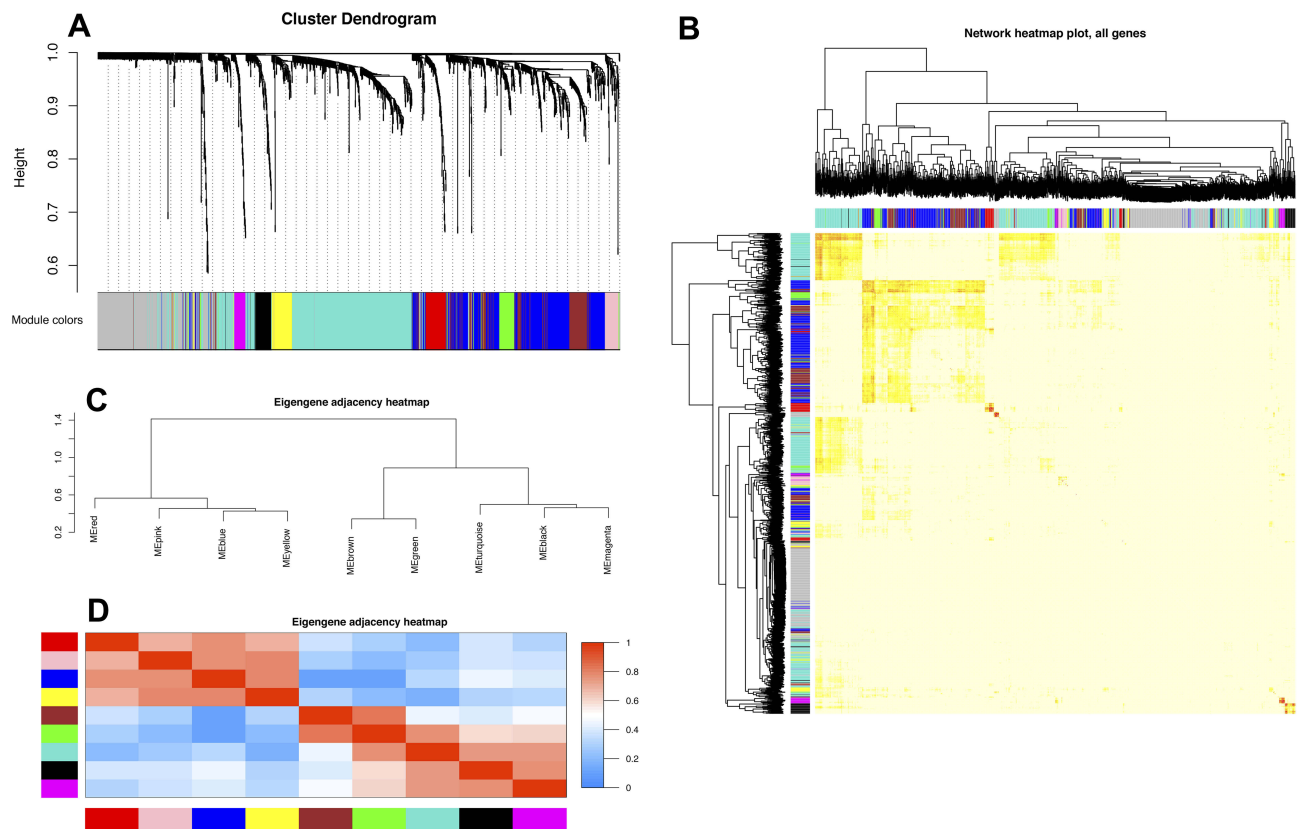 A
Cluster Dendrogram
Height
1.0
0.9
0.8
0.7
0.6
Module colors
B
Network heatmap plot, all genes
C
Eigengene adjacency heatmap
1.4
1.0
0.6
0.2
MEred
MEpink
MEblue
MEyellow
MEbrown
MEgreen
MEturquoise
MEblack
MEmagenta
D
Eigengene adjacency heatmap
1
0.8
0.6
0.4
0.2
0